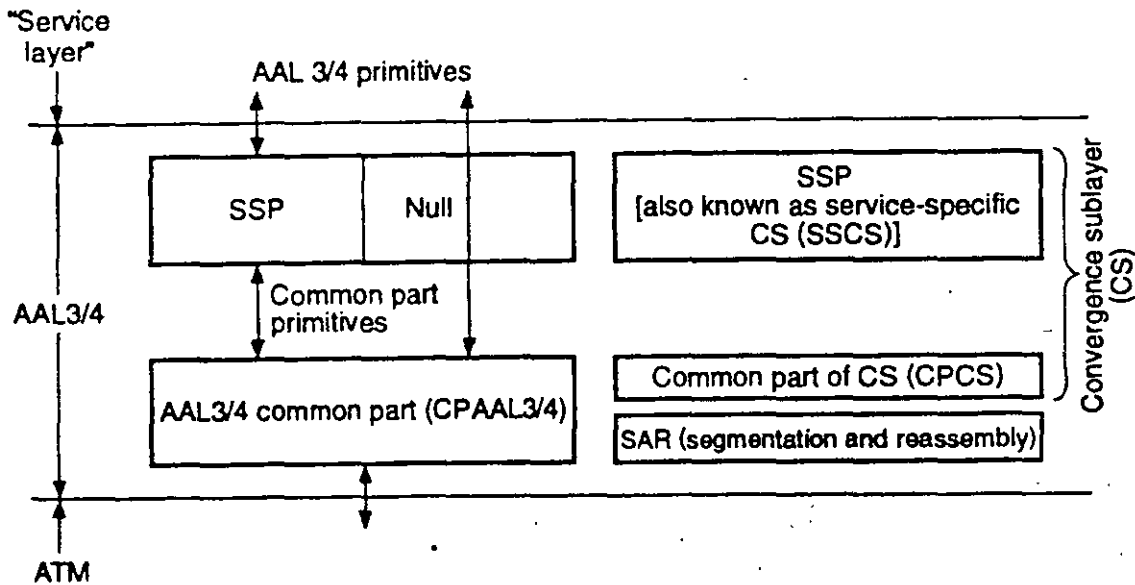 "Service
layer"
AAL 3/4 primitives
SSP
Null
SSP
[also known as service-specific
CS (SSCS)]
Convergence sublayer
(CS)
AAL3/4
Common part
primitives
AAL3/4 common part (CPAAL3/4)
Common part of CS (CPCS)
SAR (segmentation and reassembly)
ATM